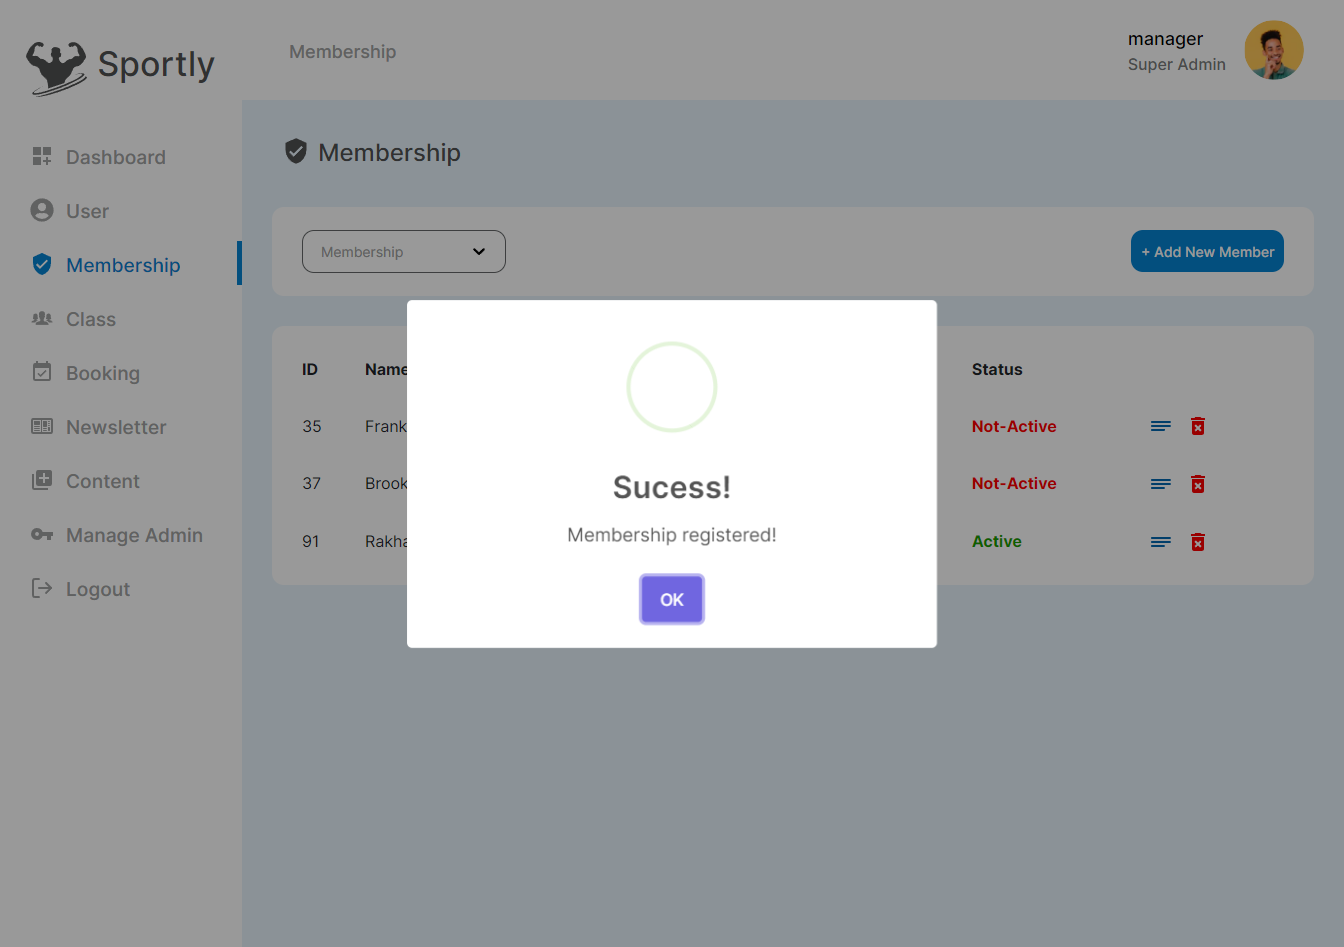 Sportly
Membership
manager
Super Admin
Dashboard
User
Membership
Class
Booking
Newsletter
Content
Manage Admin
Logout
Membership
Membership
+ Add New Member
ID Name Status
35 Frank Not-Active
37 Brook Not-Active
91 Rakha Active
Sucess!
Membership registered!
OK